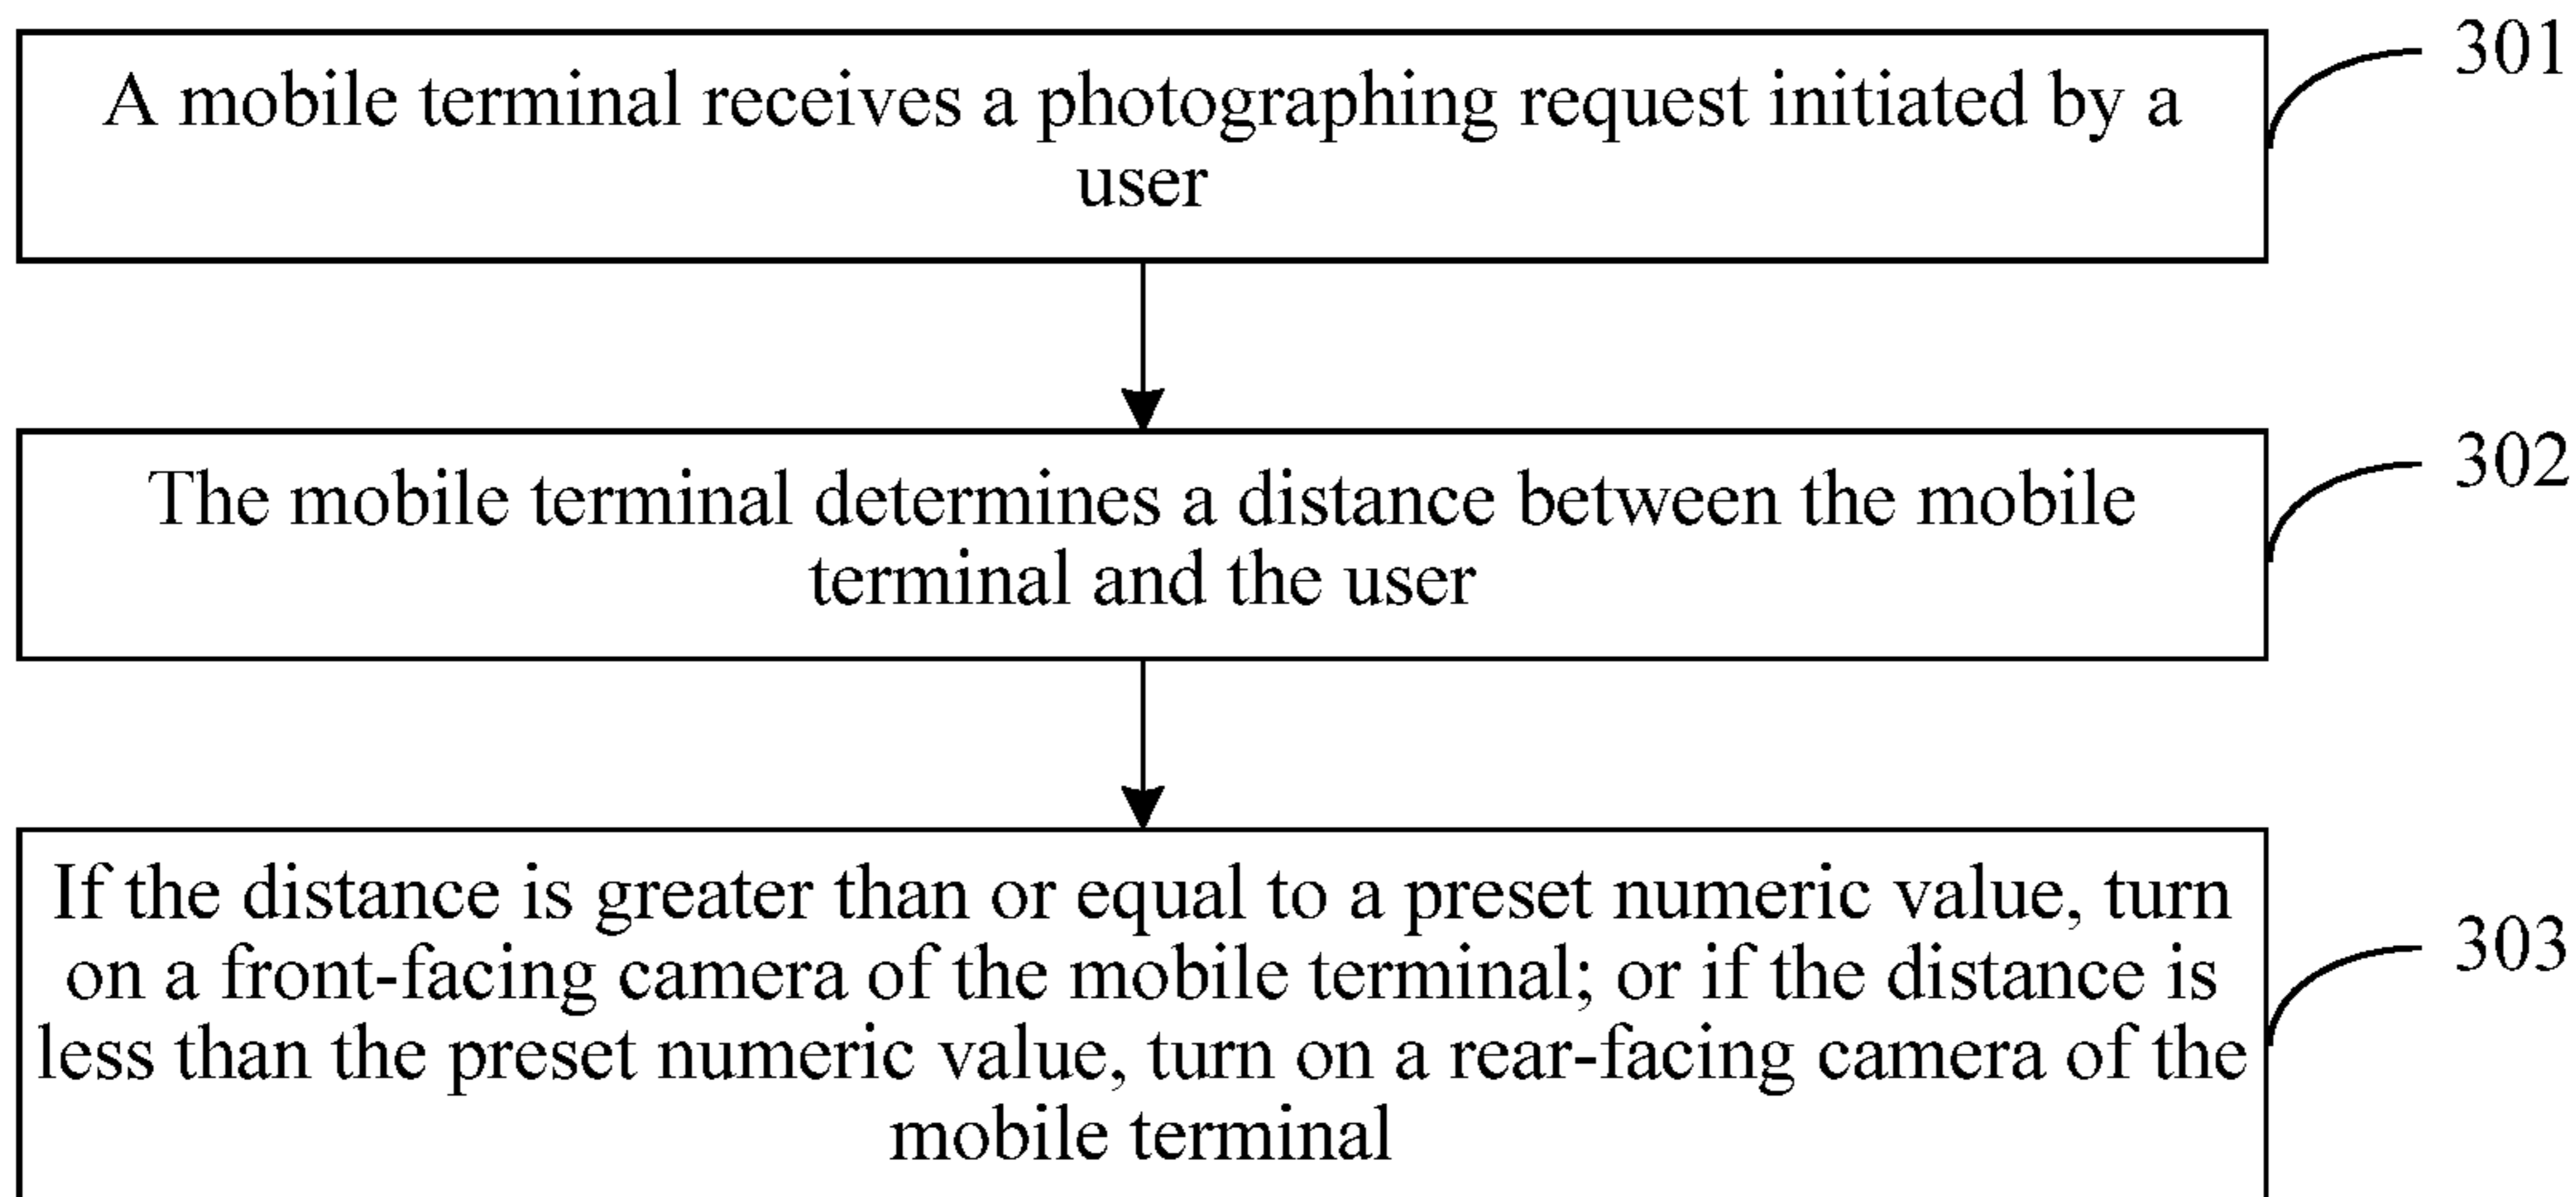 A mobile terminal receives a photographing request initiated by a
user
301
The mobile terminal determines a distance between the mobile
terminal and the user
302
If the distance is greater than or equal to a preset numeric value, turn
on a front-facing camera of the mobile terminal; or if the distance is
less than the preset numeric value, turn on a rear-facing camera of the
mobile terminal
303